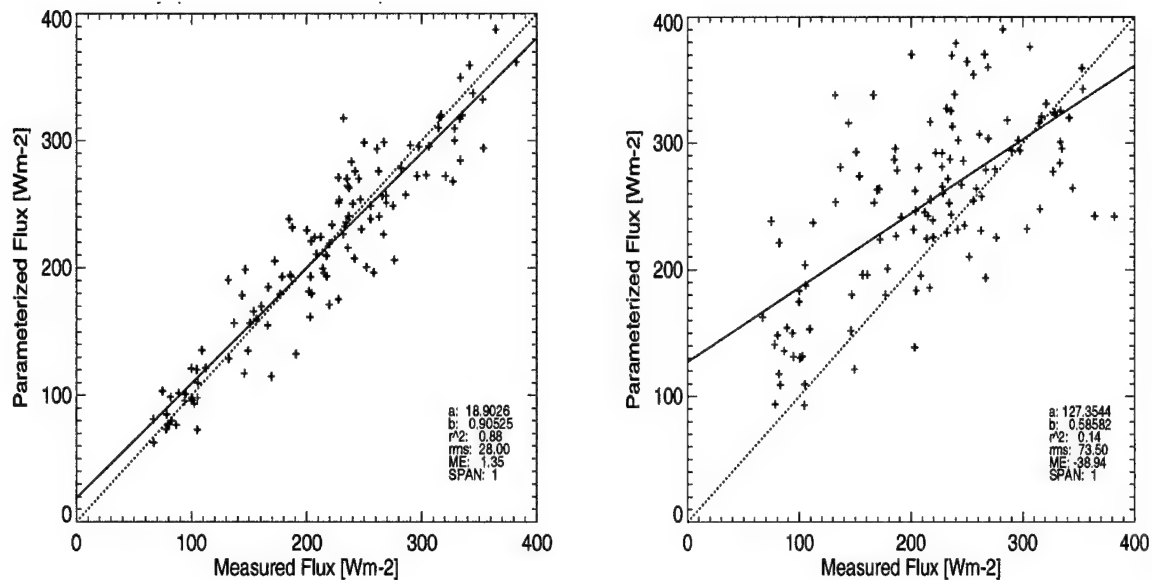 400
300
200
100
0
Parameterized Flux [Wm-2]
a: 18.9026
b: 0.90525
r^2: 0.88
rms: 28.00
ME: 1.35
SPAN: 1
0 100 200 300 400
Measured Flux [Wm-2]
400
300
200
100
0
Parameterized Flux [Wm-2]
a: 127.3544
b: 0.58582
r^2: 0.14
rms: 73.50
ME: -38.94
SPAN: 1
0 100 200 300 400
Measured Flux [Wm-2]